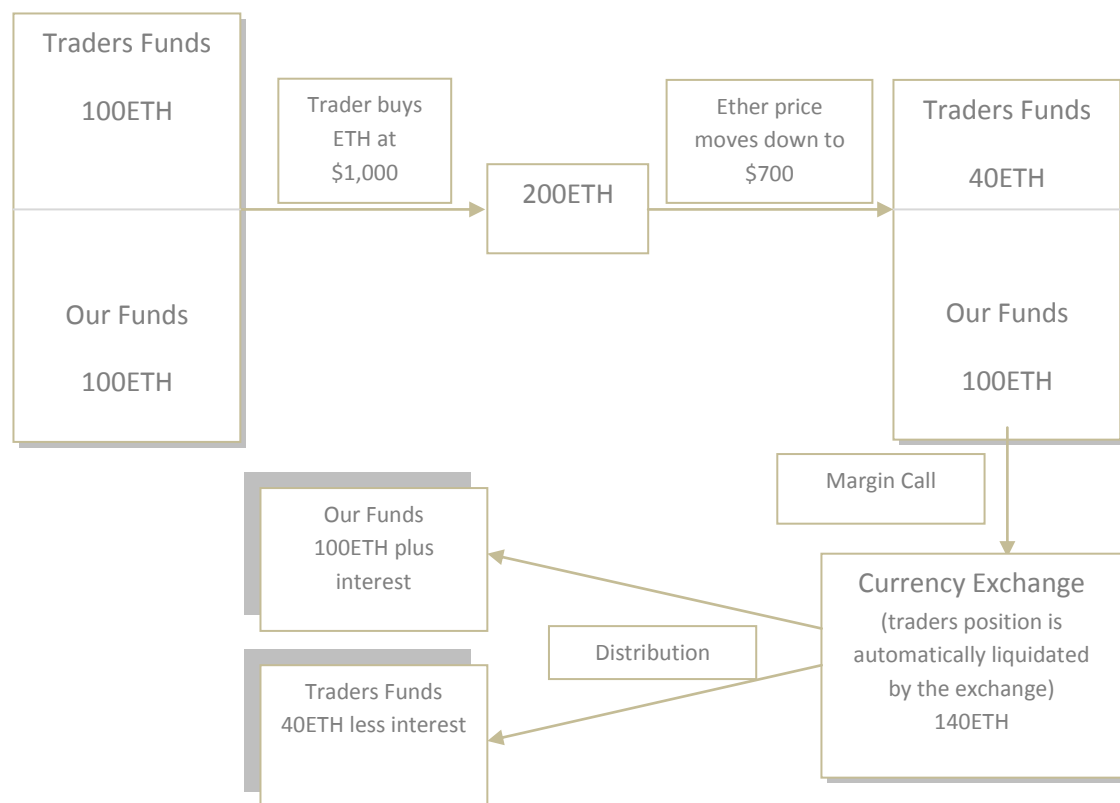 Traders Funds
100ETH
Our Funds
100ETH
Trader buys
ETH at
$1,000
200ETH
Ether price
moves down to
$700
Traders Funds
40ETH
Our Funds
100ETH
Margin Call
Currency Exchange
(traders position is
automatically liquidated
by the exchange)
140ETH
Distribution
Our Funds
100ETH plus
interest
Traders Funds
40ETH less interest